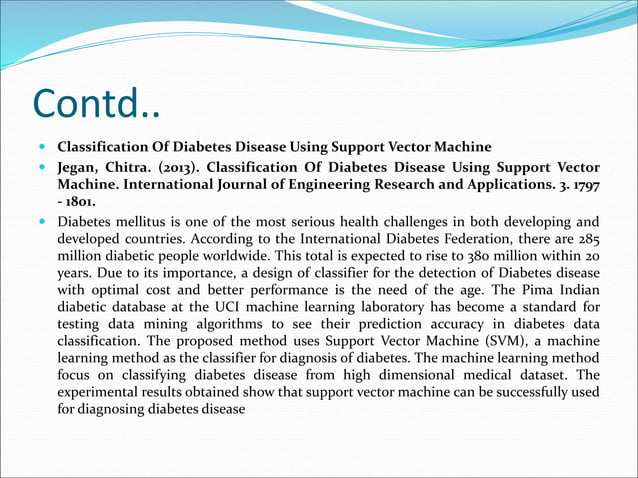 Contd..
Classification Of Diabetes Disease Using Support Vector Machine
Jegan, Chitra. (2013). Classification Of Diabetes Disease Using Support Vector
Machine. International Journal of Engineering Research and Applications. 3. 1797
- 1801.
Diabetes mellitus is one of the most serious health challenges in both developing and
developed countries. According to the International Diabetes Federation, there are 285
million diabetic people worldwide. This total is expected to rise to 380 million within 20
years. Due to its importance, a design of classifier for the detection of Diabetes disease
with optimal cost and better performance is the need of the age. The Pima Indian
diabetic database at the UCI machine learning laboratory has become a standard for
testing data mining algorithms to see their prediction accuracy in diabetes data
classification. The proposed method uses Support Vector Machine (SVM), a machine
learning method as the classifier for diagnosis of diabetes. The machine learning method
focus on classifying diabetes disease from high dimensional medical dataset. The
experimental results obtained show that support vector machine can be successfully used
for diagnosing diabetes disease